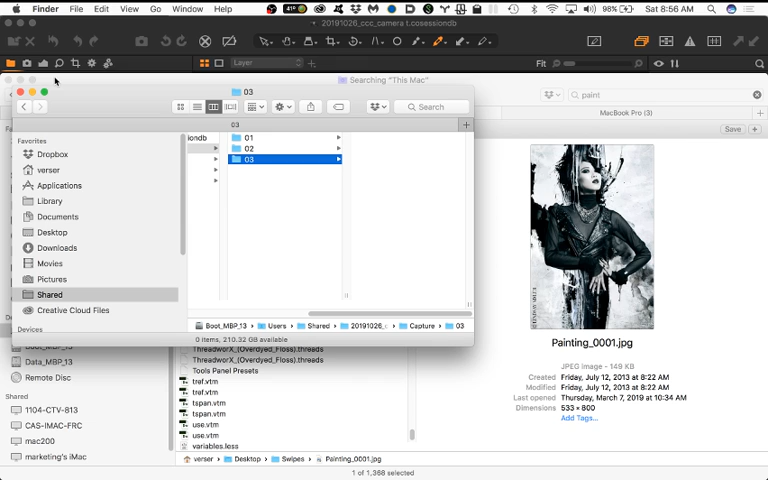 Finder File Edit View Go Window Help 41° 98% Sat 8:56 AM
20191026_ccc_camera t.cosessiondb
Layer Fit
Searching "This Mac"
paint
MacBook Pro (3)
Save
03
Search
03
Favorites
Dropbox
verser
Applications
Library
Documents
Desktop
Downloads
Movies
Pictures
Shared
Creative Cloud Files
Devices
iondb
01
02
03
Boot_MBP_13 Users Shared 20191026_ Capture 03
0 items, 210.32 GB available
Data_MBP_13
Remote Disc
Shared
1104-CTV-813
CAS-IMAC-FRC
mac200
marketing's iMac
ThreadworX_(Overdyed_Floss).threads
ThreadworX_(Overdyed_Floss).threads
Tools Panel Presets
tref.vtm
tref.vtm
tspan.vtm
tspan.vtm
use.vtm
use.vtm
variables.less
Painting_0001.jpg
JPEG image - 149 KB
Created Friday, July 12, 2013 at 8:22 AM
Modified Friday, July 12, 2013 at 8:22 AM
Last opened Thursday, March 7, 2019 at 10:34 AM
Dimensions 533 × 800
Add Tags...
verser Desktop Swipes Painting_0001.jpg
1 of 1,368 selected